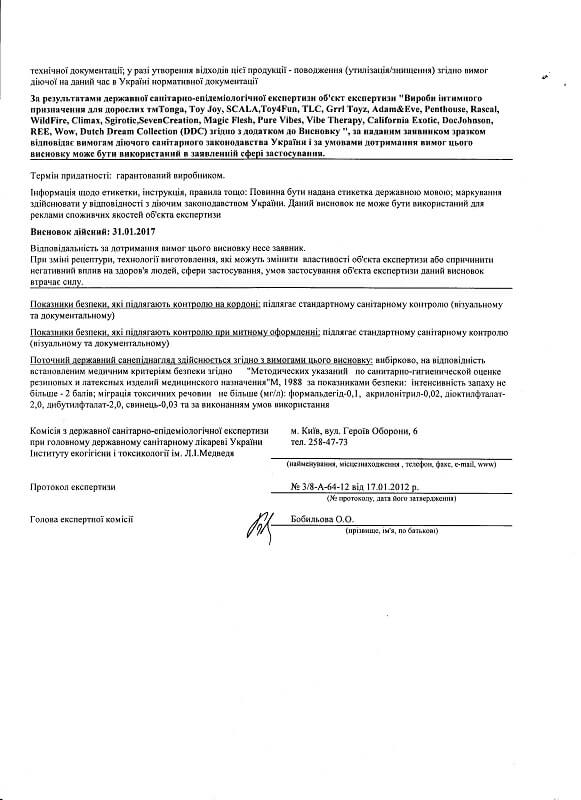 технічної документації; у разі утворення відходів цієї продукції - поводження (утилізація/знищення) згідно вимог
діючої на даний час в Україні нормативної документації
За результатами державної санітарно-епідеміологічної експертизи об'єкт експертизи "Вироби інтимного
призначення для дорослих тмTonga, Toy Joy, SCALA,Toy4Fun, TLC, Grrl Toyz, Adam&Eve, Penthouse, Rascal,
WildFire, Climax, Sgirotic,SevenCreation, Magic Flesh, Pure Vibes, Vibe Therapy, California Exotic, DocJohnson,
REE, Wow, Dutch Dream Collection (DDC) згідно з додатком до Висновку ", за наданим заявником зразком
відповідає вимогам діючого санітарного законодавства України і за умовами дотримання вимог цього
висновку може бути використаний в заявленній сфері застосування.
Термін придатності: гарантований виробником.
Інформація щодо етикетки, інструкція, правила тощо: Повинна бути надана етикетка державною мовою; маркування
здійснювати у відповідності з діючим законодавством України. Даний висновок не може бути використаний для
реклами споживчих якостей об'єкта експертизи
Висновок дійсний: 31.01.2017
Відповідальність за дотримання вимог цього висновку несе заявник.
При зміні рецептури, технології виготовлення, які можуть змінити властивості об'єкта експертизи або спричинити
негативний вплив на здоров'я людей, сфери застосування, умов застосування об'єкта експертизи даний висновок
втрачає силу.
Показники безпеки, які підлягають контролю на кордоні: підлягає стандартному санітарному контролю (візуальному
та документальному)
Показники безпеки, які підлягають контролю при митному оформленні: підлягає стандартному санітарному контролю
(візуальному та документальному)
Поточний державний санепіднагляд здійснюється згідно з вимогами цього висновку: вибірково, на відповідність
встановленим медичним критеріям безпеки згідно "Методических указаний по санитарно-гигиенической оценке
резиновых и латексных изделий медицинского назначения"М, 1988 за показниками безпеки: інтенсивність запаху не
більше - 2 балів; міграція токсичних речовин не більше (мг/л): формальдегід-0,1, акрилонітрил-0,02, діоктилфталат-
2,0, дибутилфталат-2,0, свинець-0,03 та за виконанням умов використання
Комісія з державної санітарно-епідеміологічної експертизи
при головному державному санітарному лікареві України
Інституту екогігієни і токсикології ім. Л.І.Медведя
м. Київ, вул. Героїв Оборони, 6
тел. 258-47-73
(найменування, місцезнаходження , телефон, факс, e-mail, www)
Протокол експертизи
№ 3/8-А-64-12 від 17.01.2012 р.
(№ протоколу, дата його затвердження)
Голова експертної комісії
Бобильова О.О.
(прізвище, ім'я, по батькові)